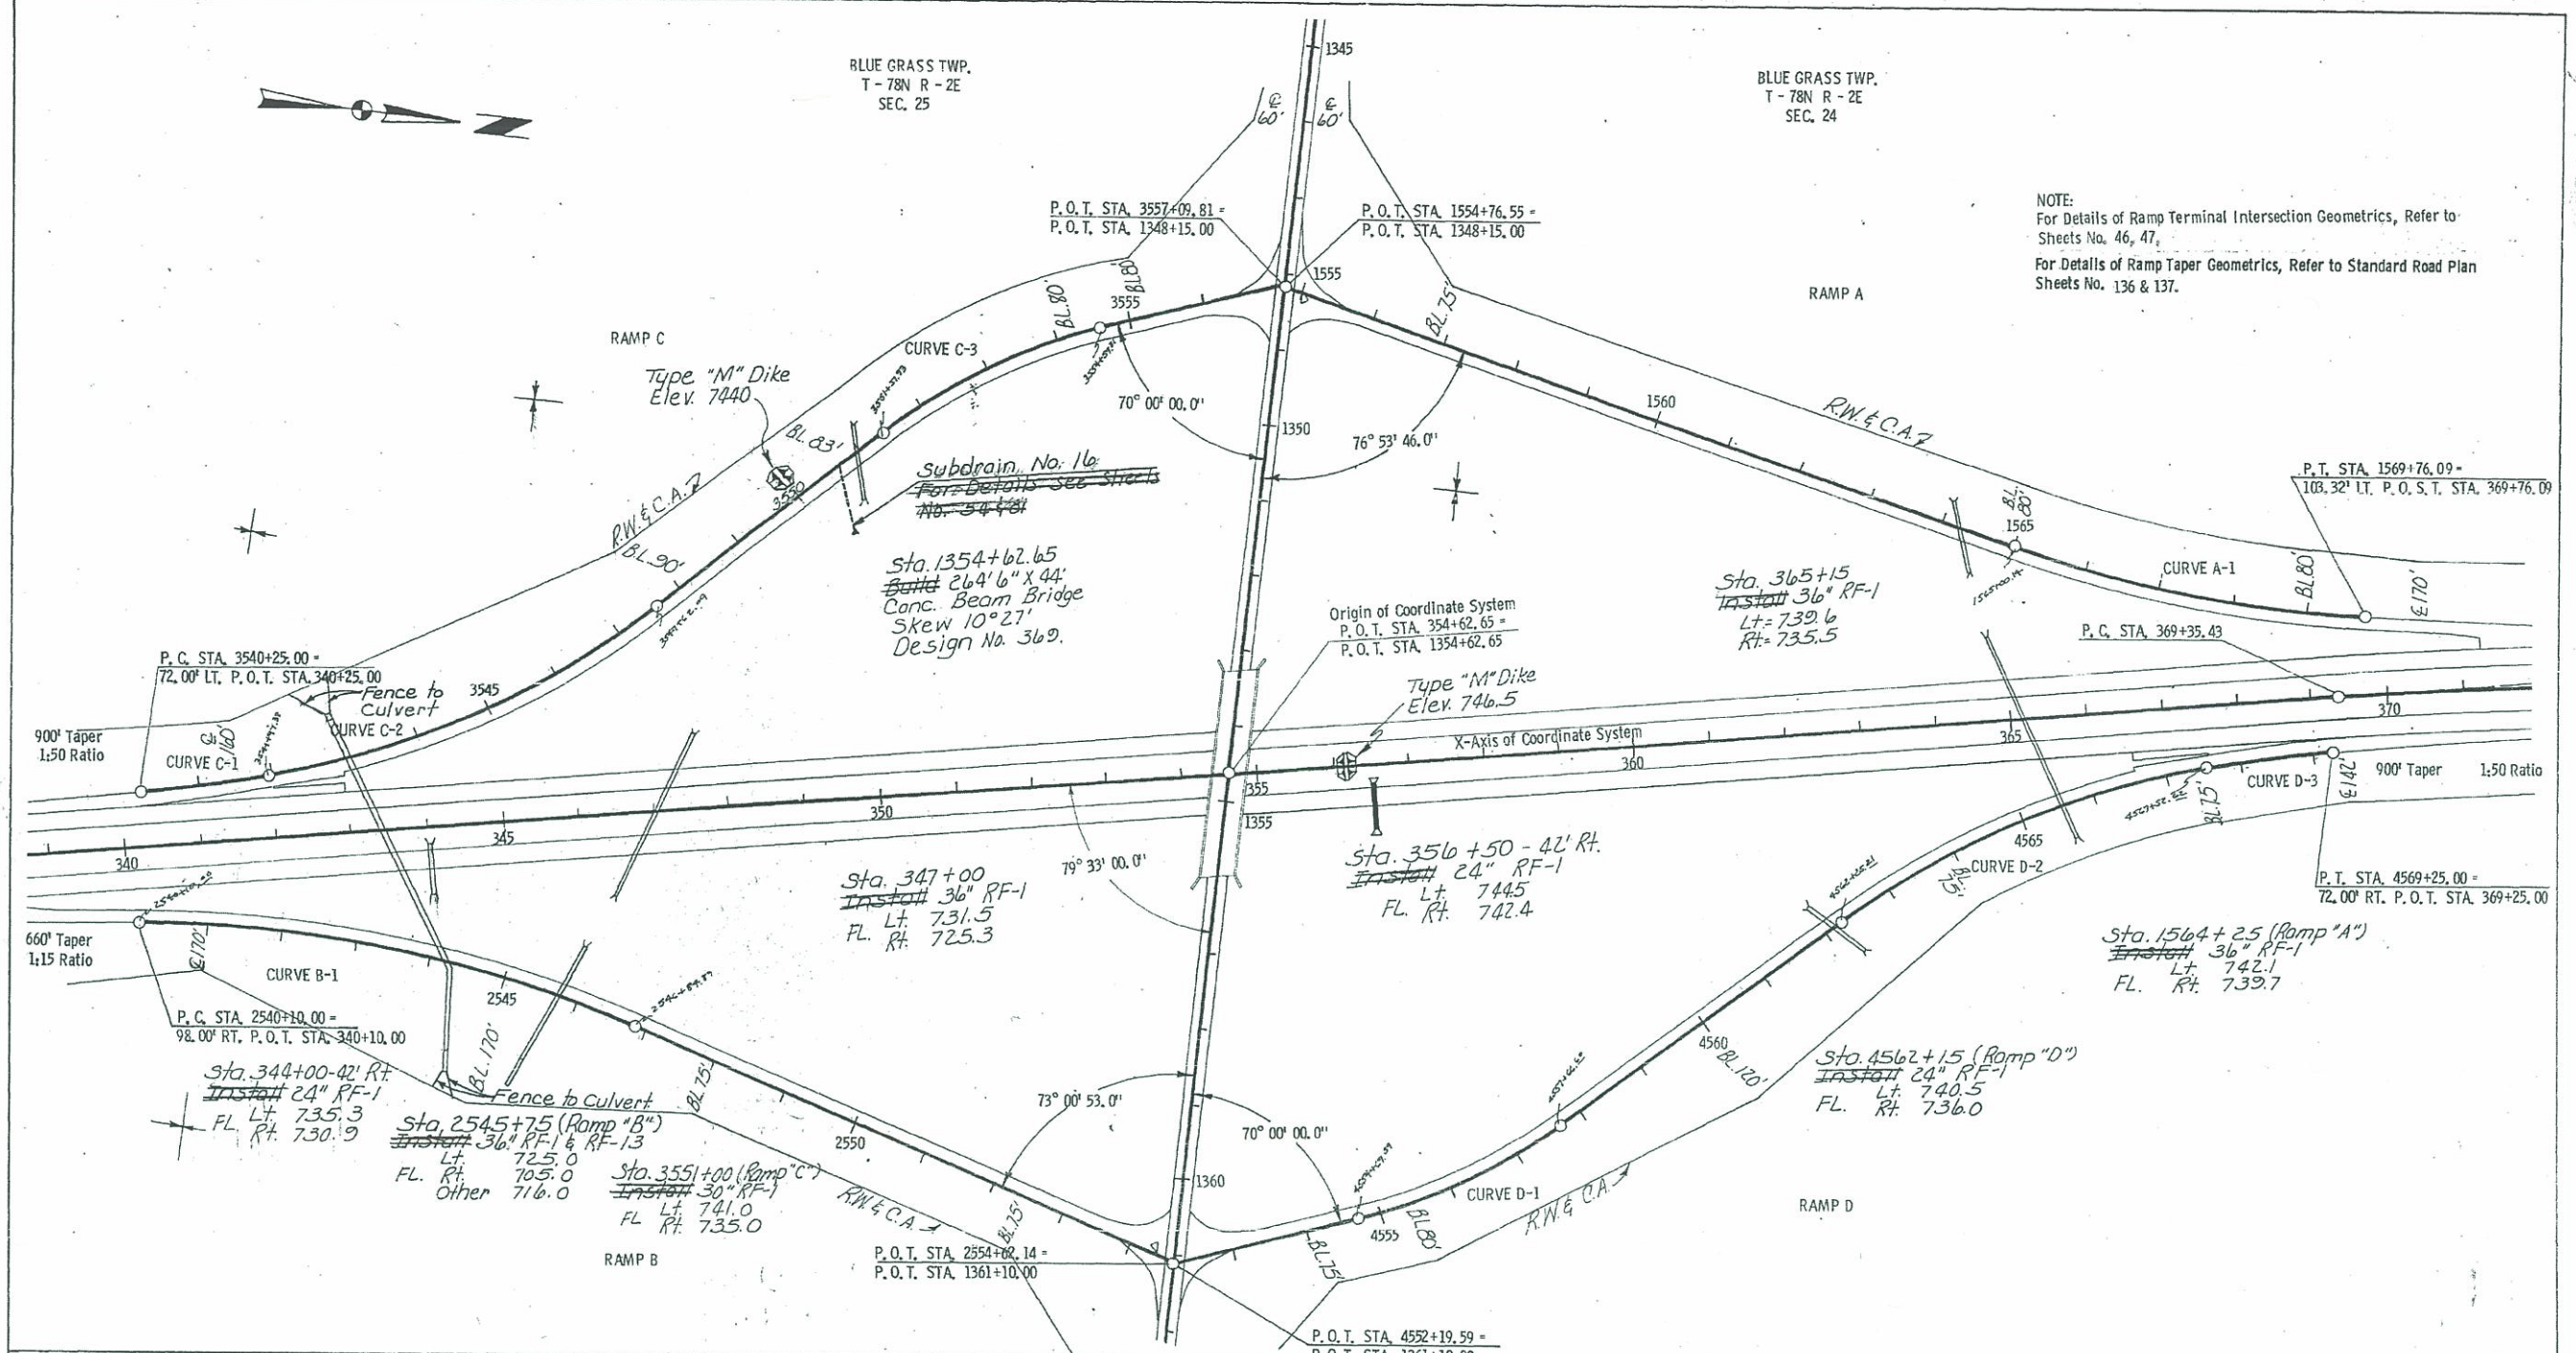 1345
BLUE GRASS TWP.
T - 78N R - 2E
SEC. 25
BLUE GRASS TWP.
T - 78N R - 2E
SEC. 24
℄
60'
℄
60'
NOTE:
For Details of Ramp Terminal Intersection Geometrics, Refer to
Sheets No. 46, 47.
For Details of Ramp Taper Geometrics, Refer to Standard Road Plan
Sheets No. 136 & 137.
P.O.T. STA. 3557+09.81 =
P.O.T. STA. 1348+15.00
P.O.T. STA. 1554+76.55 =
P.O.T. STA. 1348+15.00
1555
RAMP A
BL.80'
BL.80'
3555
BL.75'
RAMP C
CURVE C-3
Type "M" Dike
Elev. 7440
70° 00' 00.0"
1350
76° 53' 46.0"
1560
R.W. & C.A.
BL.83'
3550
Subdrain No. 16
For Details See Sheets
R.W. & C.A.
BL.90'
P.T. STA. 1569+76.09 =
103.32' LT. P.O.S.T. STA. 369+76.09
BL.
80'
1565
CURVE A-1
BL.80'
℄170'
Sta. 1354+62.65
Build 264'6" X 44'
Conc. Beam Bridge
Skew 10°27'
Design No. 369.
Sta. 365+15
Install 36" RF-1
Lt= 739.6
Rt= 735.5
Origin of Coordinate System
P.O.T. STA. 354+62.65 =
P.O.T. STA. 1354+62.65
P.C. STA. 369+35.43
P.C. STA. 3540+25.00 =
72.00' LT. P.O.T. STA. 340+25.00
Fence to
Culvert
3545
CURVE C-2
Type "M" Dike
Elev. 746.5
900' Taper
1:50 Ratio
℄160'
CURVE C-1
X-Axis of Coordinate System
360
365
370
355
1355
350
345
340
900' Taper
1:50 Ratio
CURVE D-3
℄142'
BL.75'
4565
CURVE D-2
BL.
75'
79° 33' 00.0"
Sta. 347+00
Install 36" RF-1
Lt. 731.5
FL. Rt. 725.3
Sta. 356+50 - 42' Rt.
Install 24" RF-1
Lt. 744.5
FL. Rt. 742.4
P.T. STA. 4569+25.00 =
72.00' RT. P.O.T. STA. 369+25.00
660' Taper
1:15 Ratio
℄170'
CURVE B-1
2545
Sta. 1564+25 (Ramp "A")
Install 36" RF-1
Lt. 742.1
FL. Rt. 739.7
P.C. STA. 2540+10.00 =
98.00' RT. P.O.T. STA. 340+10.00
4560
BL.120'
Sta. 4562+15 (Ramp "D")
Install 24" RF-1
Lt. 740.5
FL. Rt. 736.0
Sta. 344+00-42' Rt.
Install 24" RF-1
Lt. 735.3
FL. Rt. 730.9
BL.170'
Fence to Culvert
BL.75'
Sta. 2545+75 (Ramp "B")
Install 36" RF-1 & RF-13
Lt. 725.0
FL. Rt. 705.0
Other 716.0
Sta. 3551+00 (Ramp "C")
Install 30" RF-1
Lt. 741.0
FL Rt. 735.0
2550
73° 00' 53.0"
70° 00' 00.0"
1360
R.W. & C.A.
BL.75'
CURVE D-1
4555
BL.80'
BL.75'
R.W. & C.A.
RAMP D
RAMP B
P.O.T. STA. 2554+62.14 =
P.O.T. STA. 1361+10.00
P.O.T. STA. 4552+19.59 =